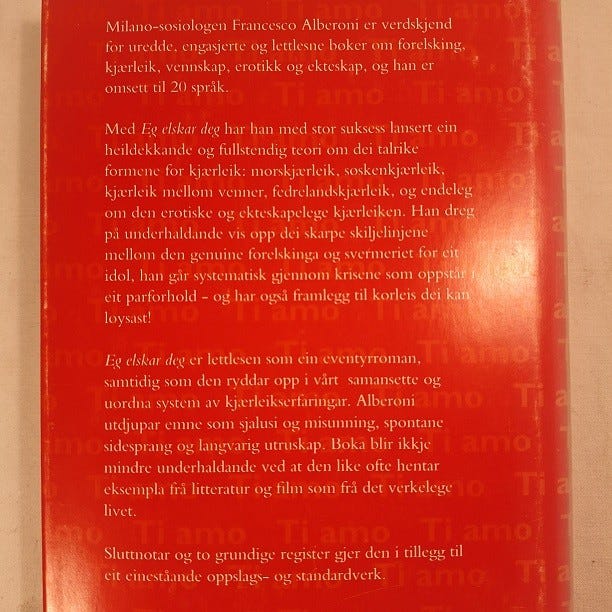 Milano-sosiologen Francesco Alberoni er verdskjend
for uredde, engasjerte og lettlesne bøker om forelsking,
kjærleik, vennskap, erotikk og ekteskap, og han er
omsett til 20 språk.
Med Eg elskar deg har han med stor suksess lansert ein
heildekkande og fullstendig teori om dei talrike
formene for kjærleik: morskjærleik, soskenkjærleik,
kjærleik mellom venner, fedrelandskjærleik, og endeleg
om den erotiske og ekteskapelege kjærleiken. Han dreg
på underhaldande vis opp dei skarpe skiljelinjene
mellom den genuine forelskinga og svermeriet for eit
idol, han går systematisk gjennom krisene som oppstår i
eit parforhold – og har også framlegg til korleis dei kan
løysast!
Eg elskar deg er lettlesen som ein eventyrroman,
samtidig som den ryddar opp i vårt samansette og
uordna system av kjærleikserfaringar. Alberoni
utdjupar emne som sjalusi og misunning, spontane
sidesprang og langvarig utruskap. Boka blir ikkje
mindre underhaldande ved at den like ofte hentar
eksempla frå litteratur og film som frå det verkelege
livet.
Sluttnotar og to grundige register gjer den i tillegg til
eit eineståande oppslags- og standardverk.
Ti amo